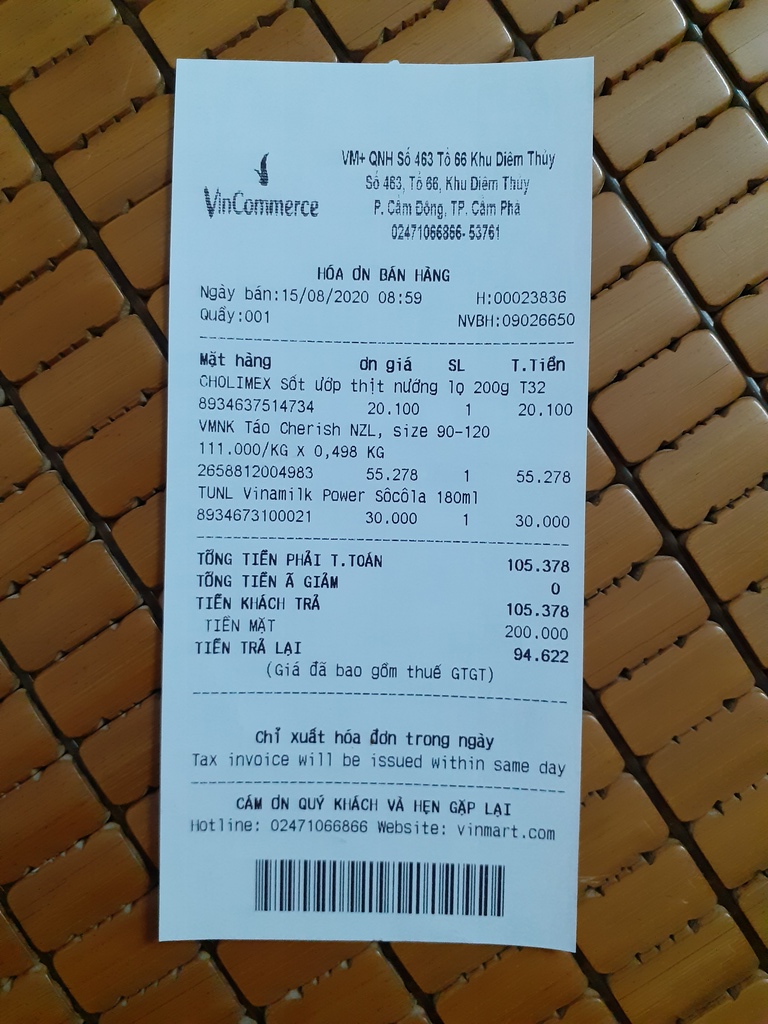 VinCommerce
VM+ QNH Số 463 Tổ 66 Khu Diêm Thủy
Số 463, Tổ 66, Khu Diêm Thủy
P. Cẩm Đông, TP. Cẩm Phả
02471066866- 53761
HÓA ƠN BÁN HÀNG
Ngày bán:15/08/2020 08:59 H:00023836
Quầy:001 NVBH:09026650
Mặt hàng ơn giá SL T.Tiền
CHOLIMEX Sốt ướp thịt nướng lọ 200g T32
8934637514734 20.100 1 20.100
VMNK Táo Cherish NZL, size 90-120
111.000/KG X 0,498 KG
2658812004983 55.278 1 55.278
TUNL Vinamilk Power Sôcôla 180ml
8934673100021 30.000 1 30.000
TỔNG TIỀN PHẢI T.TOÁN 105.378
TỔNG TIỀN Ã GIẢM 0
TIỀN KHÁCH TRẢ 105.378
TIỀN MẶT 200.000
TIỀN TRẢ LẠI 94.622
(Giá đã bao gồm thuế GTGT)
Chỉ xuất hóa đơn trong ngày
Tax invoice will be issued within same day
CẢM ƠN QUÝ KHÁCH VÀ HẸN GẶP LẠI
Hotline: 02471066866 Website: vinmart.com